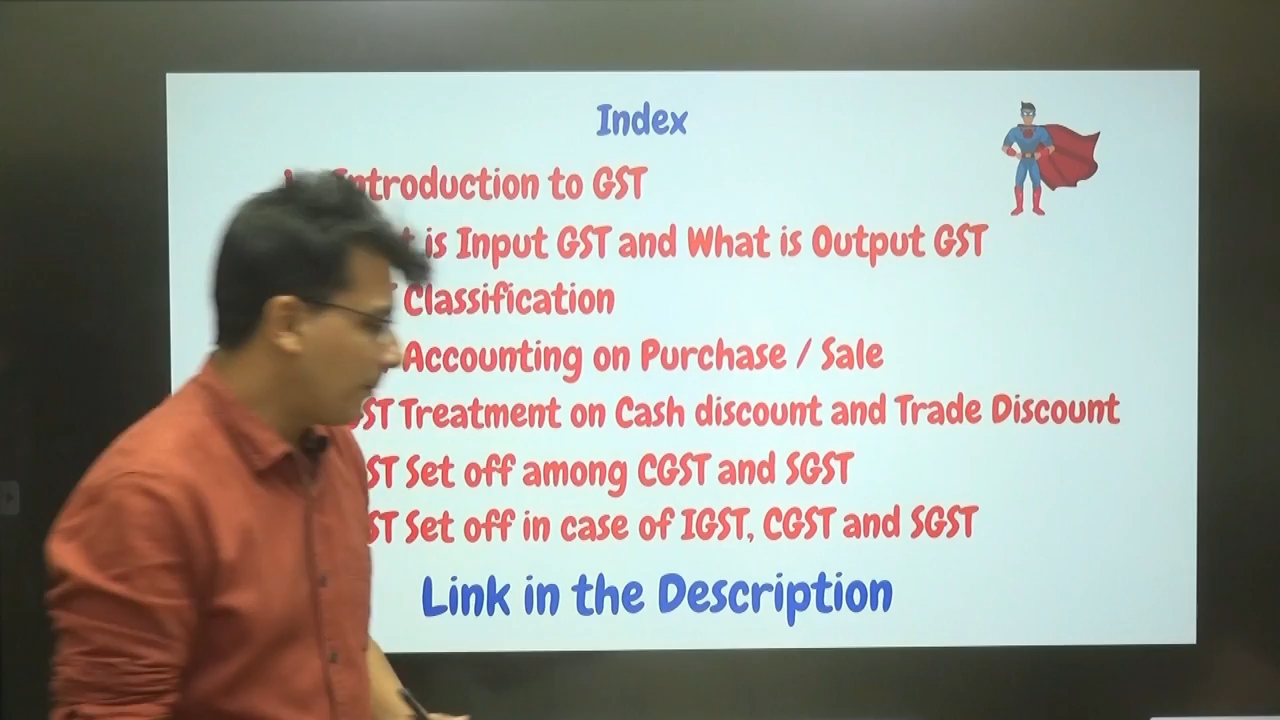 Index
Introduction to GST
is Input GST and What is Output GST
Classification
Accounting on Purchase / Sale
Treatment on Cash discount and Trade Discount
Set off among CGST and SGST
Set off in case of IGST, CGST and SGST
Link in the Description